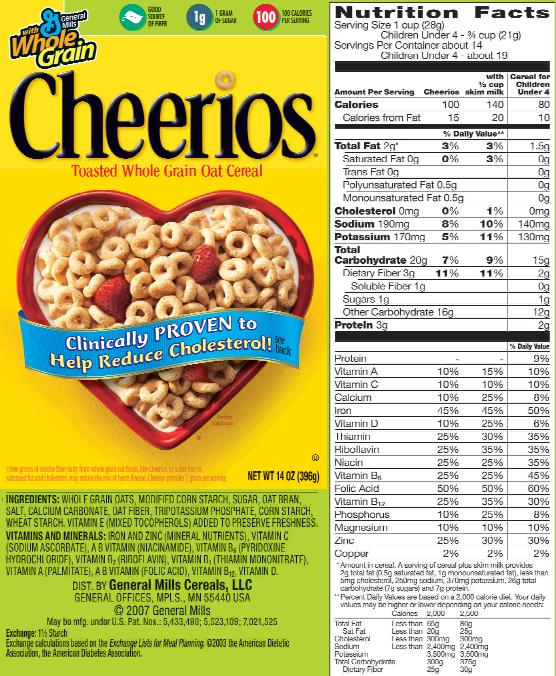 with
General
Mills
Whole
Grain
GOOD
SOURCE
OF FIBER
1g
1 GRAM
OF SUGAR
100
100 CALORIES
PER SERVING
Cheerios
Toasted Whole Grain Oat Cereal
Clinically PROVEN to
Help Reduce Cholesterol!
see
back
Serving
Suggestion
Three grams of soluble fiber daily from whole grain oat foods, like Cheerios, in a diet low in
saturated fat and cholesterol, may reduce the risk of heart disease. Cheerios provides 1 gram per serving.
NET WT 14 OZ (396g)
INGREDIENTS: WHOLE GRAIN OATS, MODIFIED CORN STARCH, SUGAR, OAT BRAN,
SALT, CALCIUM CARBONATE, OAT FIBER, TRIPOTASSIUM PHOSPHATE, CORN STARCH,
WHEAT STARCH. VITAMIN E (MIXED TOCOPHEROLS) ADDED TO PRESERVE FRESHNESS.
VITAMINS AND MINERALS: IRON AND ZINC (MINERAL NUTRIENTS), VITAMIN C
(SODIUM ASCORBATE), A B VITAMIN (NIACINAMIDE), VITAMIN B6 (PYRIDOXINE
HYDROCHLORIDE), VITAMIN B2 (RIBOFLAVIN), VITAMIN B1 (THIAMIN MONONITRATE),
VITAMIN A (PALMITATE), A B VITAMIN (FOLIC ACID), VITAMIN B12, VITAMIN D.
DIST. BY General Mills Cereals, LLC
GENERAL OFFICES, MPLS., MN 55440 USA
© 2007 General Mills
May be mfg. under U.S. Pat. Nos.: 5,433,490; 5,523,109; 7,021,525
Exchange: 1½ Starch
Exchange calculations based on the Exchange Lists for Meal Planning. ©2003 the American Dietetic
Association, the American Diabetes Association.
Nutrition Facts
Serving Size 1 cup (28g)
Children Under 4 - ¾ cup (21g)
Servings Per Container about 14
Children Under 4 - about 19
Amount Per Serving Cheerios with ½ cup skim milk Cereal for Children Under 4
Calories 100 140 80
Calories from Fat 15 20 10
% Daily Value**
Total Fat 2g* 3% 3% 1.5g
Saturated Fat 0g 0% 3% 0g
Trans Fat 0g 0g
Polyunsaturated Fat 0.5g 0g
Monounsaturated Fat 0.5g 0g
Cholesterol 0mg 0% 1% 0mg
Sodium 190mg 8% 10% 140mg
Potassium 170mg 5% 11% 130mg
Total
Carbohydrate 20g 7% 9% 15g
Dietary Fiber 3g 11% 11% 2g
Soluble Fiber 1g 0g
Sugars 1g 1g
Other Carbohydrate 16g 12g
Protein 3g 2g
% Daily Value
Protein - - 9%
Vitamin A 10% 15% 10%
Vitamin C 10% 10% 10%
Calcium 10% 25% 8%
Iron 45% 45% 50%
Vitamin D 10% 25% 6%
Thiamin 25% 30% 35%
Riboflavin 25% 35% 35%
Niacin 25% 25% 35%
Vitamin B6 25% 25% 45%
Folic Acid 50% 50% 60%
Vitamin B12 25% 35% 30%
Phosphorus 10% 25% 8%
Magnesium 10% 10% 10%
Zinc 25% 30% 30%
Copper 2% 2% 2%
*Amount in cereal. A serving of cereal plus skim milk provides
2g total fat (0.5g saturated fat, 1g monounsaturated fat), less than
5mg cholesterol, 250mg sodium, 370mg potassium, 26g total
carbohydrate (7g sugars) and 7g protein.
**Percent Daily Values are based on a 2,000 calorie diet. Your daily
values may be higher or lower depending on your calorie needs:
Calories 2,000 2,500
Total Fat Less than 65g 80g
Sat Fat Less than 20g 25g
Cholesterol Less than 300mg 300mg
Sodium Less than 2,400mg 2,400mg
Potassium 3,500mg 3,500mg
Total Carbohydrate 300g 375g
Dietary Fiber 25g 30g